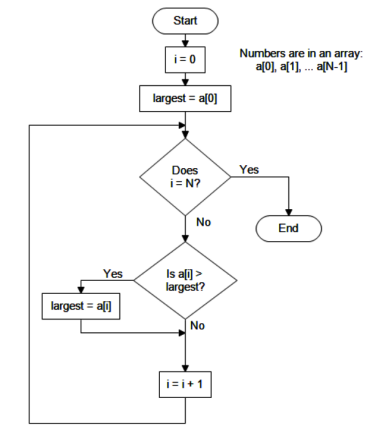 Start
i = 0
Numbers are in an array:
a[0], a[1], ... a[N-1]
largest = a[0]
Does
i = N?
Yes
No
End
Is a[i] >
largest?
Yes
largest = a[i]
No
i = i + 1